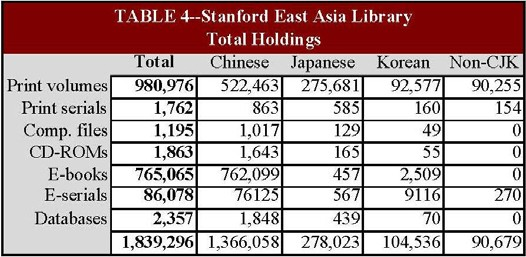 TABLE 4--Stanford East Asia Library
Total Holdings
Total Chinese Japanese Korean Non-CJK
Print volumes 980,976 522,463 275,681 92,577 90,255
Print serials 1,762 863 585 160 154
Comp. files 1,195 1,017 129 49 0
CD-ROMs 1,863 1,643 165 55 0
E-books 765,065 762,099 457 2,509 0
E-serials 86,078 76125 567 9116 270
Databases 2,357 1,848 439 70 0
1,839,296 1,366,058 278,023 104,536 90,679